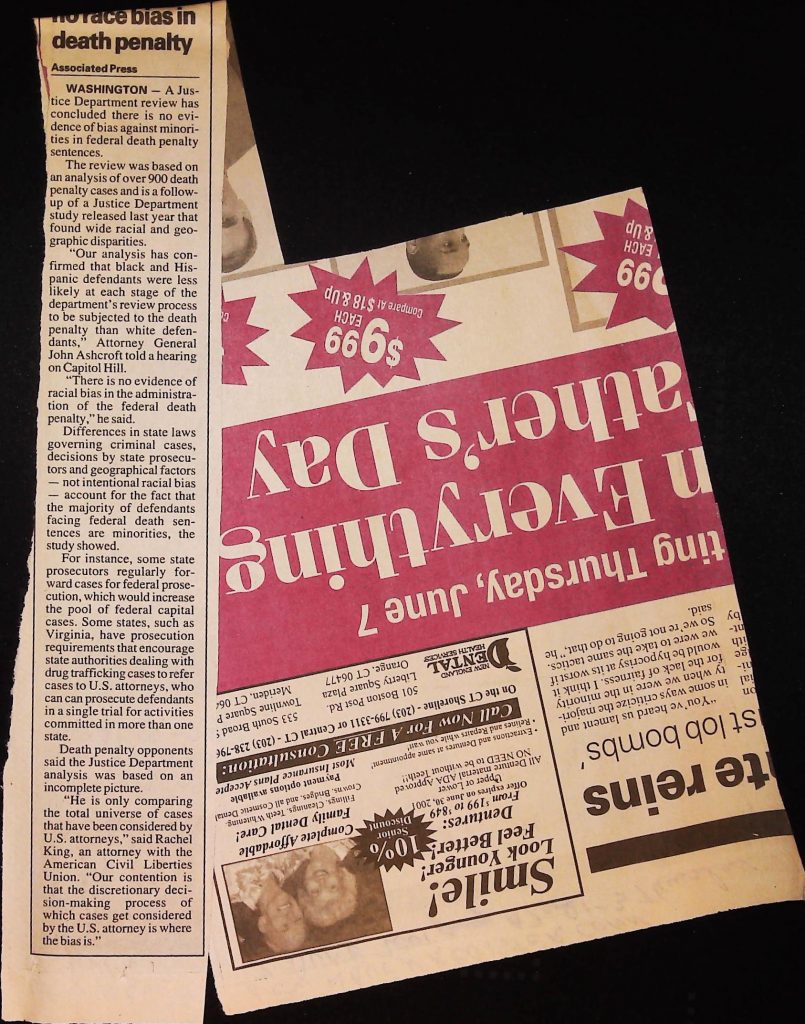 no race bias in
death penalty
Associated Press
WASHINGTON — A Jus-
tice Department review has
concluded there is no evi-
dence of bias against minori-
ties in federal death penalty
sentences.
The review was based on
an analysis of over 900 death
penalty cases and is a follow-
up of a Justice Department
study released last year that
found wide racial and geo-
graphic disparities.
"Our analysis has con-
firmed that black and His-
panic defendants were less
likely at each stage of the
department's review process
to be subjected to the death
penalty than white defen-
dants," Attorney General
John Ashcroft told a hearing
on Capitol Hill.
"There is no evidence of
racial bias in the administra-
tion of the federal death
penalty," he said.
Differences in state laws
governing criminal cases,
decisions by state prosecu-
tors and geographical factors
— not intentional racial bias
— account for the fact that
the majority of defendants
facing federal death sen-
tences are minorities, the
study showed.
For instance, some state
prosecutors regularly for-
ward cases for federal prose-
cution, which would increase
the pool of federal capital
cases. Some states, such as
Virginia, have prosecution
requirements that encourage
state authorities dealing with
drug trafficking cases to refer
cases to U.S. attorneys, who
can can prosecute defendants
in a single trial for activities
committed in more than one
state.
Death penalty opponents
said the Justice Department
analysis was based on an
incomplete picture.
"He is only comparing
the total universe of cases
that have been considered by
U.S. attorneys," said Rachel
King, an attorney with the
American Civil Liberties
Union. "Our contention is
that the discretionary deci-
sion-making process of
which cases get considered
by the U.S. attorney is where
the bias is."
te reins
st lob bombs'
"You've heard us lament and
in some ways criticize the major-
ity when we were in the minority
for the lack of fairness. I think it
would be hypocrisy at its worst if
we were to take the same tactics.
So we're not going to do that," he
said.
Smile!
Look Younger!
Feel Better!
Dentures:
From $199 to $849
Upper or Lower
offer expires on June 30, 2001
All Denture material ADA Approved
NO NEED to be without Teeth!!
• Extractions and Dentures at same appointment
• Relines and Repairs while you wait
10%
Senior
Discount
Complete Affordable
Family Dental Care!
Fillings, Cleanings, Teeth Whitening,
Crowns, Bridges, and all Cosmetic Dental
Payment options available
Most Insurance Plans Accepted
Call Now For A FREE Consultation:
On the CT Shoreline - (203) 799-3311 or Central CT - (203) 238-796
NEW ENGLAND
DENTAL
HEALTH SERVICES
501 Boston Post Rd.
Liberty Square Plaza
Orange, CT 06477
533 South Broad S
Townline Square P
Meriden, CT 064
ting Thursday, June 7
n Everything
ather's Day
$9.99
EACH
Compare At $18 & Up
99
EACH
& Up